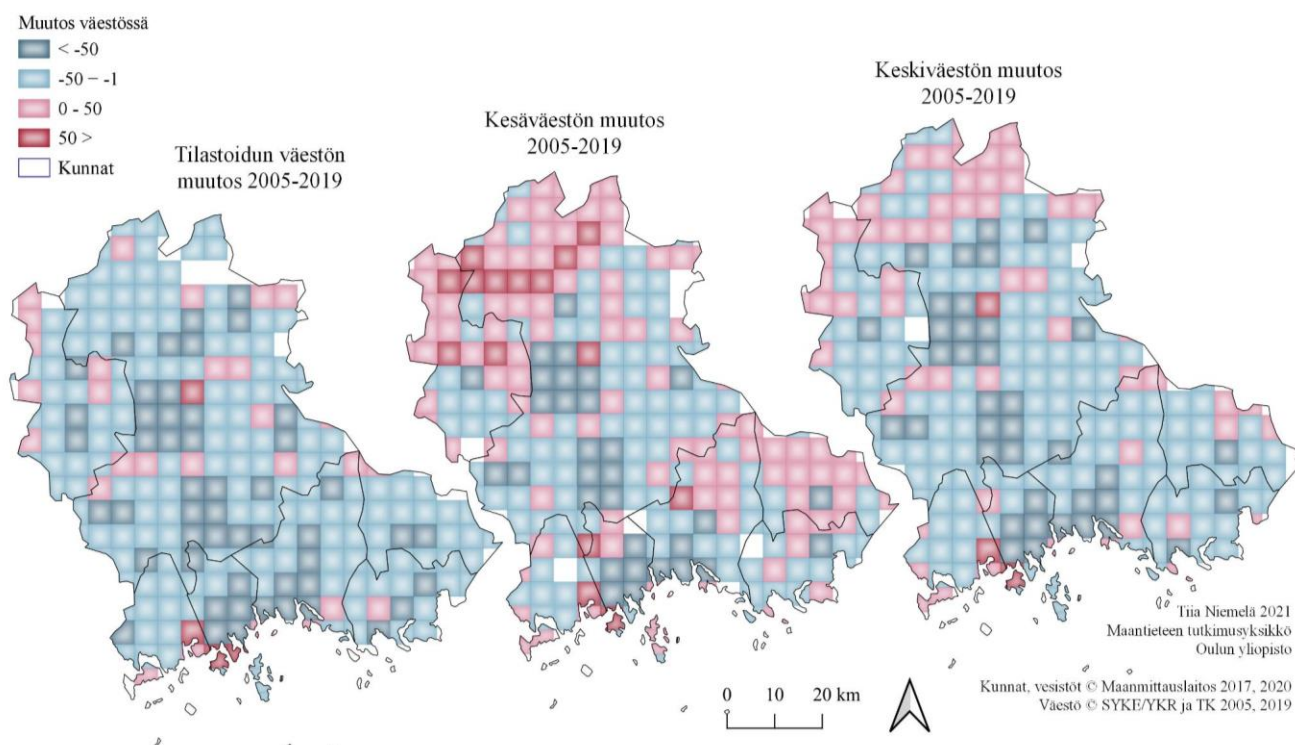 Muutos väestössä
< -50
-50 – -1
0 - 50
50 >
Kunnat
Tilastoidun väestön
muutos 2005-2019
Kesäväestön muutos
2005-2019
Keskiväestön muutos
2005-2019
Tiia Niemelä 2021
Maantieteen tutkimusyksikkö
Oulun yliopisto
0 10 20 km
Kunnat, vesistöt © Maanmittauslaitos 2017, 2020
Väestö © SYKE/YKR ja TK 2005, 2019